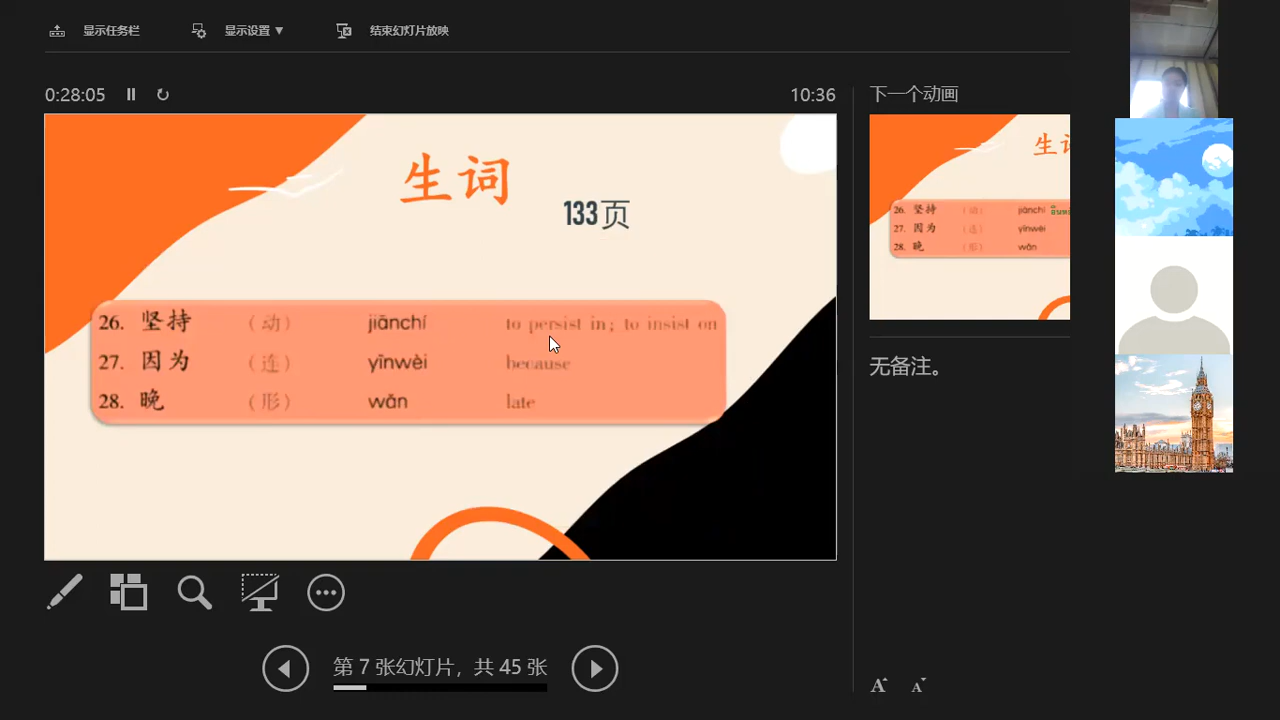 显示任务栏 显示设置 ▼ 结束幻灯片放映
0:28:05 10:36 下一个动画
生词
133页
26. 坚持 （动） jiānchí to persist in; to insist on
27. 因为 （连） yīnwèi because
28. 晚 （形） wǎn late
生词
26. 坚持 （动） jiānchí
27. 因为 （连） yīnwèi
28. 晚 （形） wǎn
无备注。
第 7 张幻灯片，共 45 张
A A